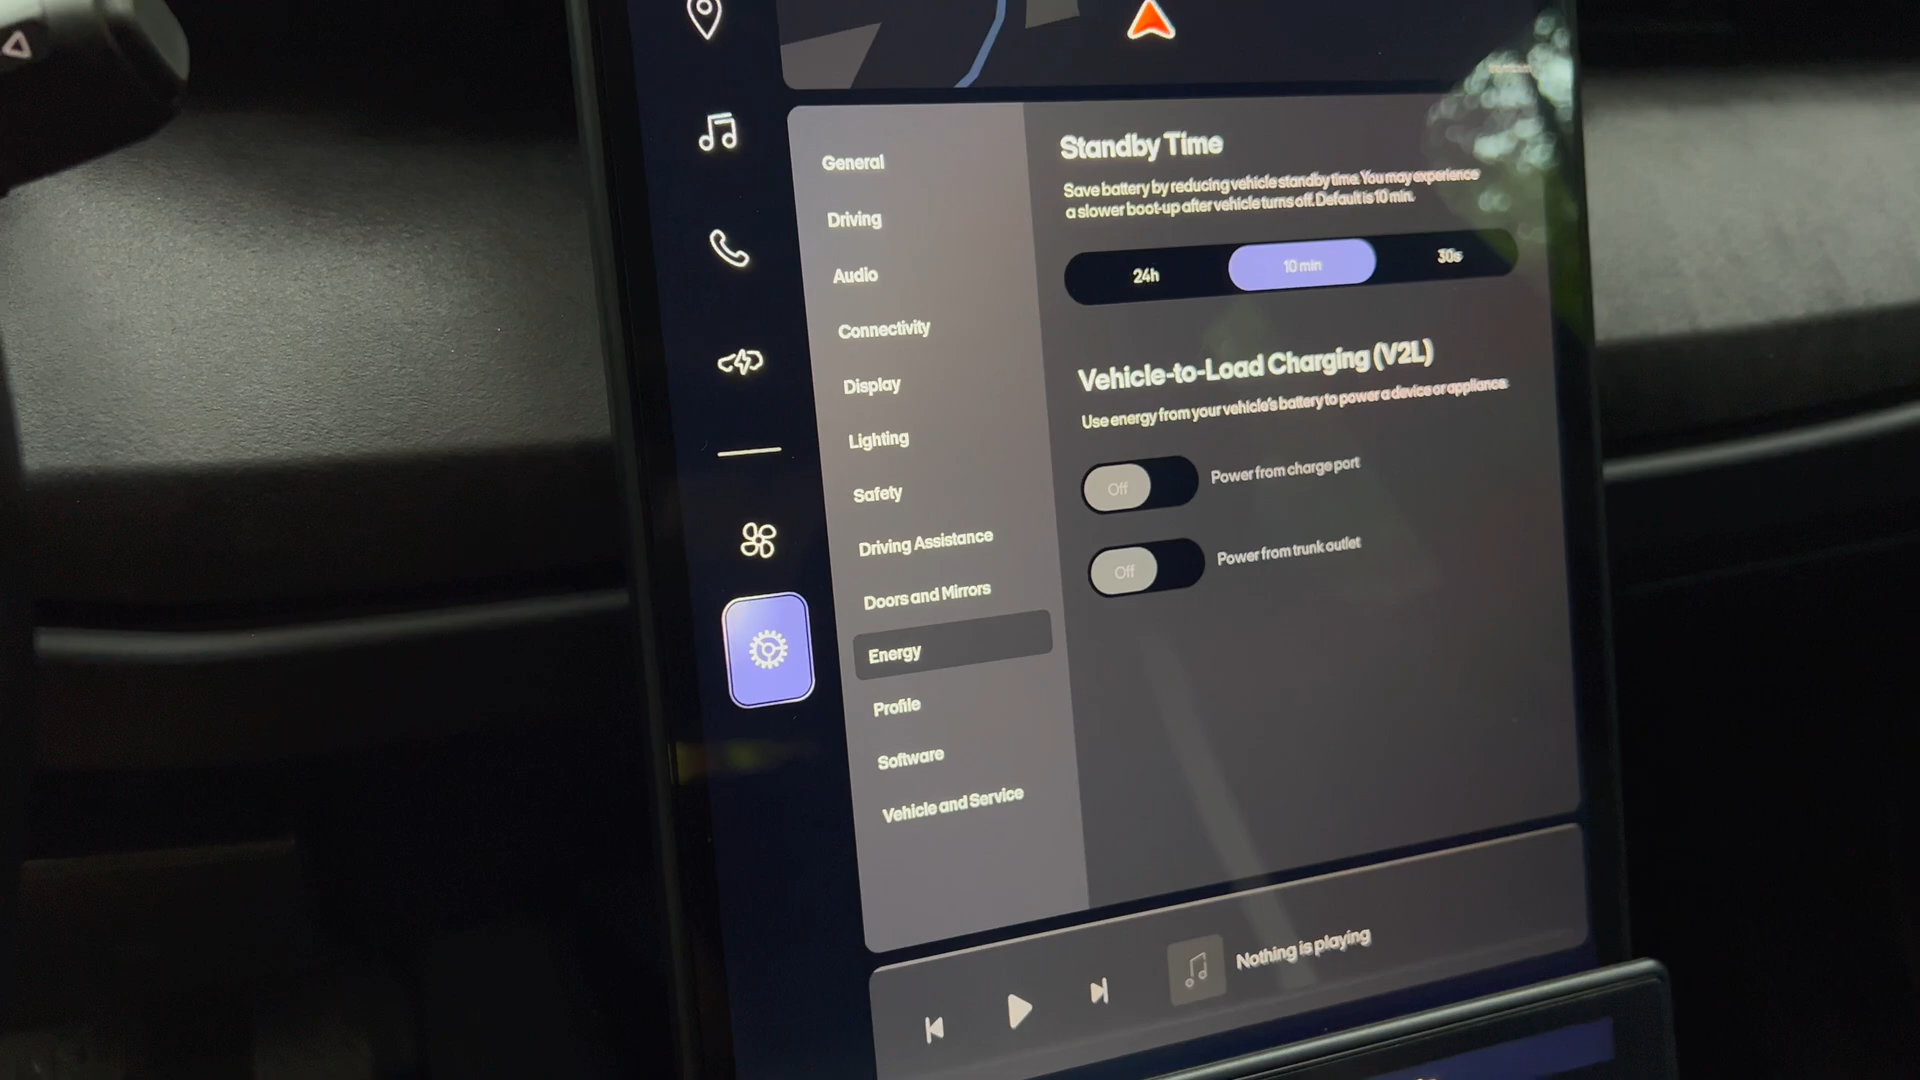 General
Driving
Audio
Connectivity
Display
Lighting
Safety
Driving Assistance
Doors and Mirrors
Energy
Profile
Software
Vehicle and Service
Standby Time
Save battery by reducing vehicle standby time. You may experience
a slower boot-up after vehicle turns off. Default is 10 min.
24h
10 min
30s
Vehicle-to-Load Charging (V2L)
Use energy from your vehicle's battery to power a device or appliance.
Off
Power from charge port
Off
Power from trunk outlet
Nothing is playing